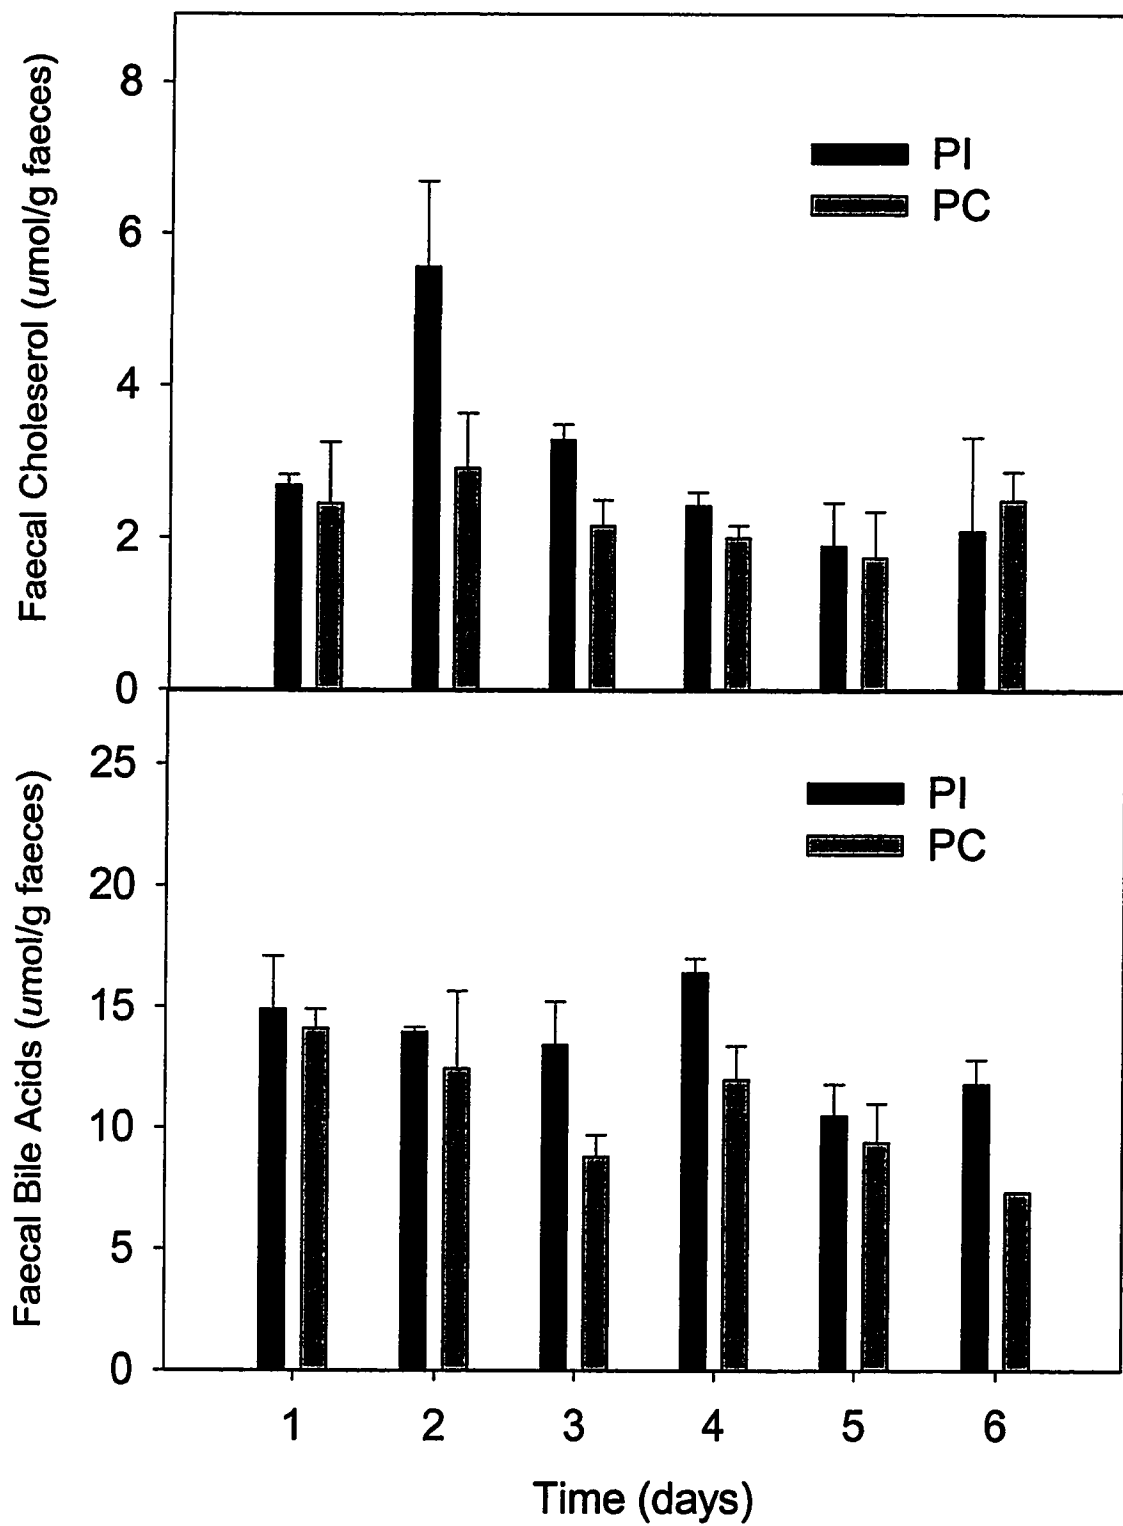 Faecal Choleserol (umol/g faeces)
8
6
4
2
0
PI
PC
Faecal Bile Acids (umol/g faeces)
25
20
15
10
5
0
PI
PC
1 2 3 4 5 6
Time (days)